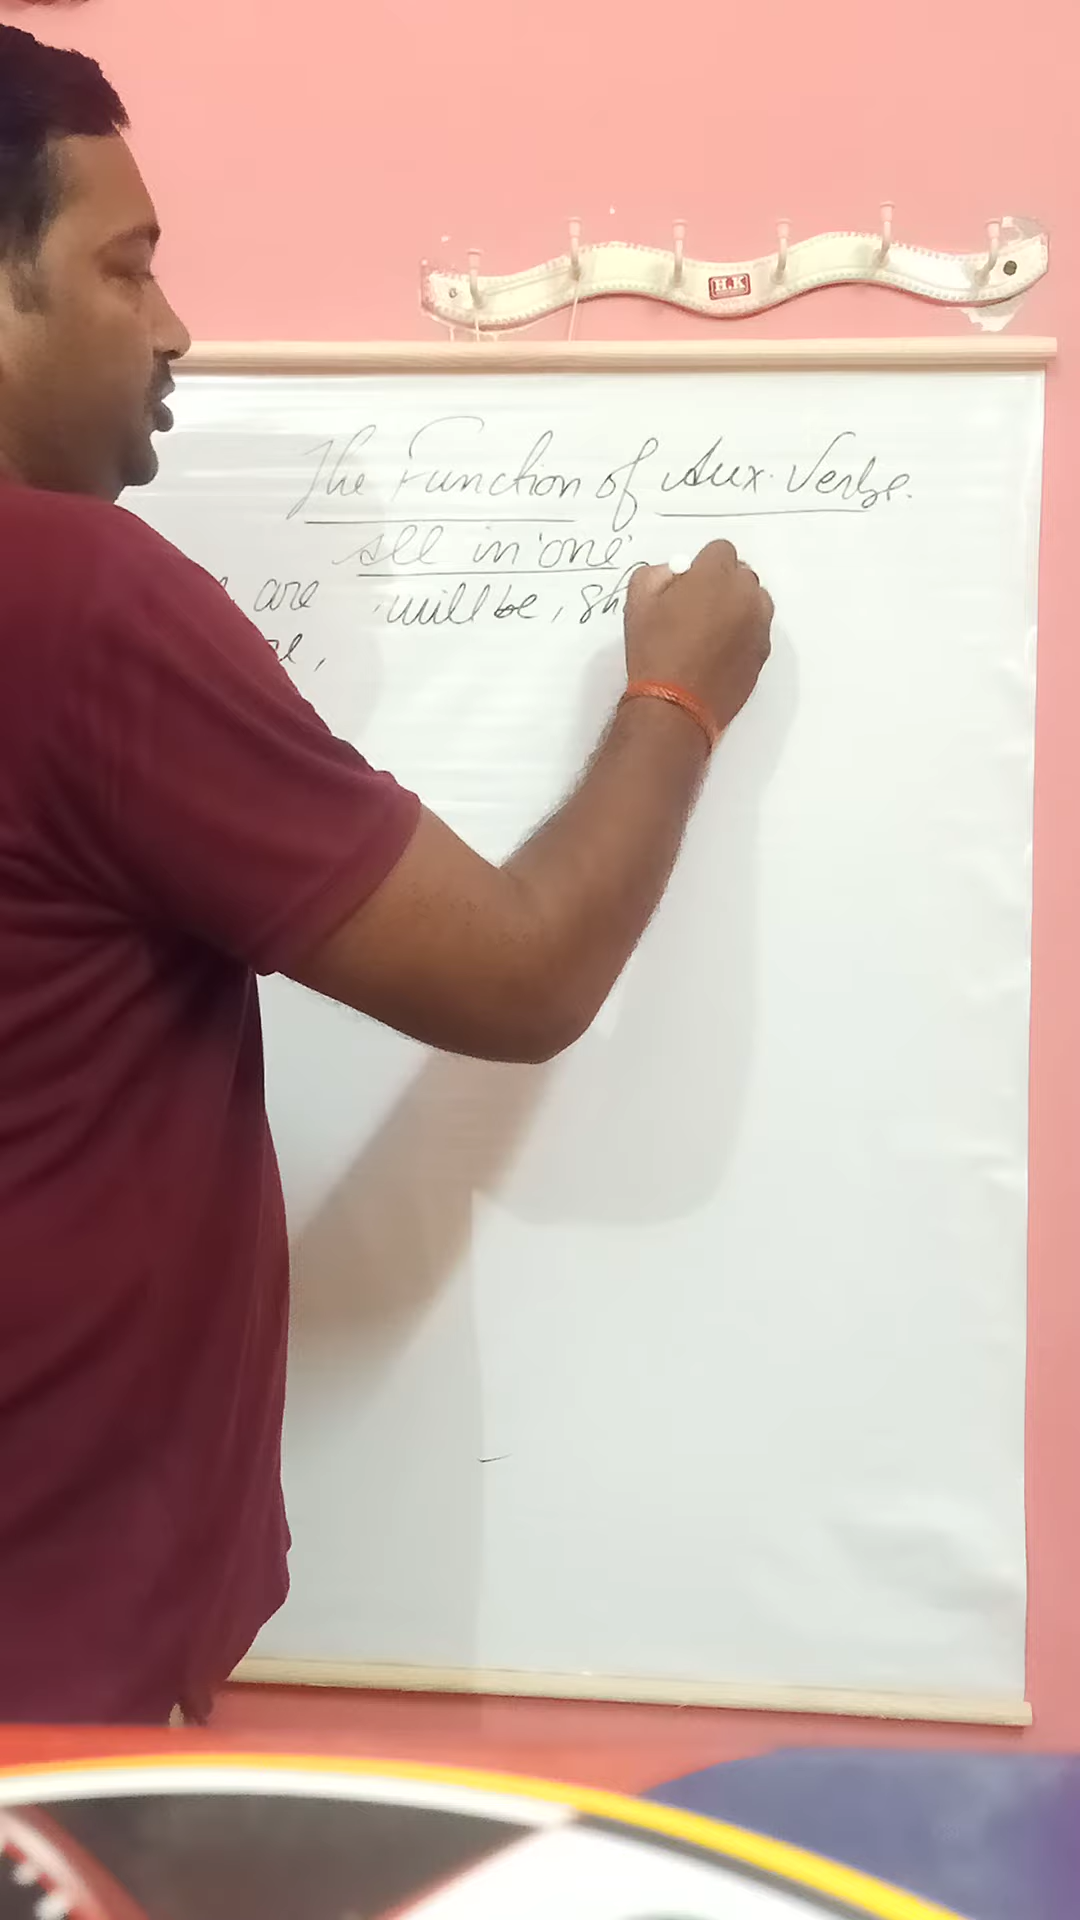 H.K
The Function of Aux. Verbs.
All in 'one'
are will be, sh